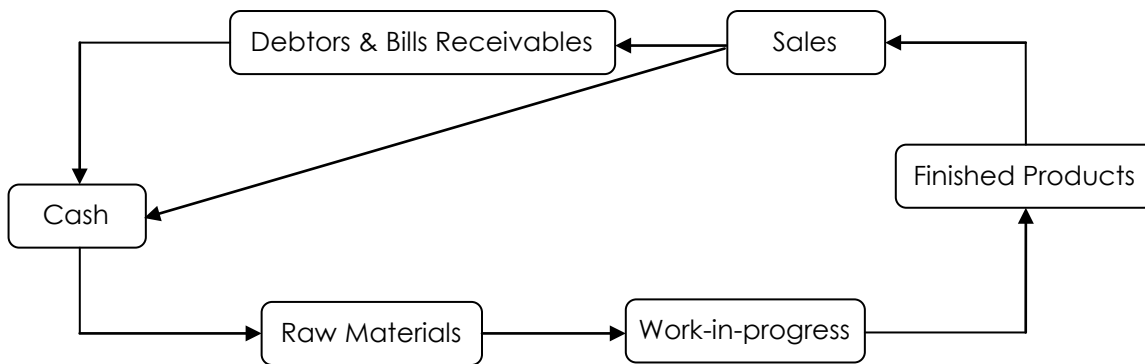 Debtors & Bills Receivables
Sales
Finished Products
Cash
Raw Materials
Work-in-progress